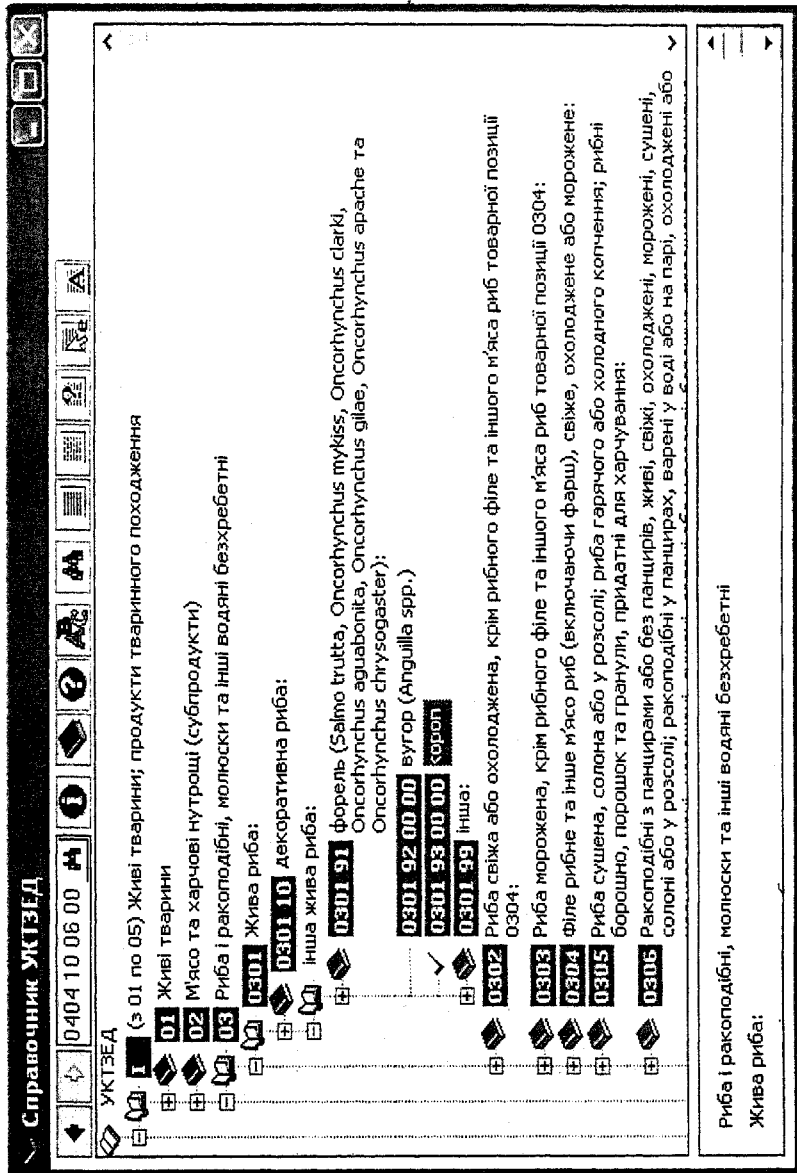 Справочник УКТЗЕД
0404 10 06 00
УКТЗЕД
I (з 01 по 05) Живі тварини; продукти тваринного походження
01 Живі тварини
02 М'ясо та харчові нутрощі (субпродукти)
03 Риба і ракоподібні, молюски та інші водяні безхребетні
0301 Жива риба:
0301 10 декоративна риба:
інша жива риба:
0301 91 форель (Salmo trutta, Oncorhynchus mykiss, Oncorhynchus clarki,
Oncorhynchus aguabonita, Oncorhynchus gilae, Oncorhynchus apache та
Oncorhynchus chrysogaster):
0301 92 00 00 вугор (Anguilla spp.)
0301 93 00 00 короп
0301 99 інша:
0302 Риба свіжа або охолоджена, крім рибного філе та іншого м'яса риб товарної позиції
0304:
0303 Риба морожена, крім рибного філе та іншого м'яса риб товарної позиції 0304:
0304 Філе рибне та інше м'ясо риб (включаючи фарш), свіже, охолоджене або морожене:
0305 Риба сушена, солона або у розсолі; риба гарячого або холодного копчення; рибні
борошно, порошок та гранули, придатні для харчування:
0306 Ракоподібні з панцирами або без панцирів, живі, свіжі, охолоджені, морожені, сушені,
солоні або у розсолі; ракоподібні у панцирах, варені у воді або на парі, охолоджені або
Риба і ракоподібні, молюски та інші водяні безхребетні
Жива риба: